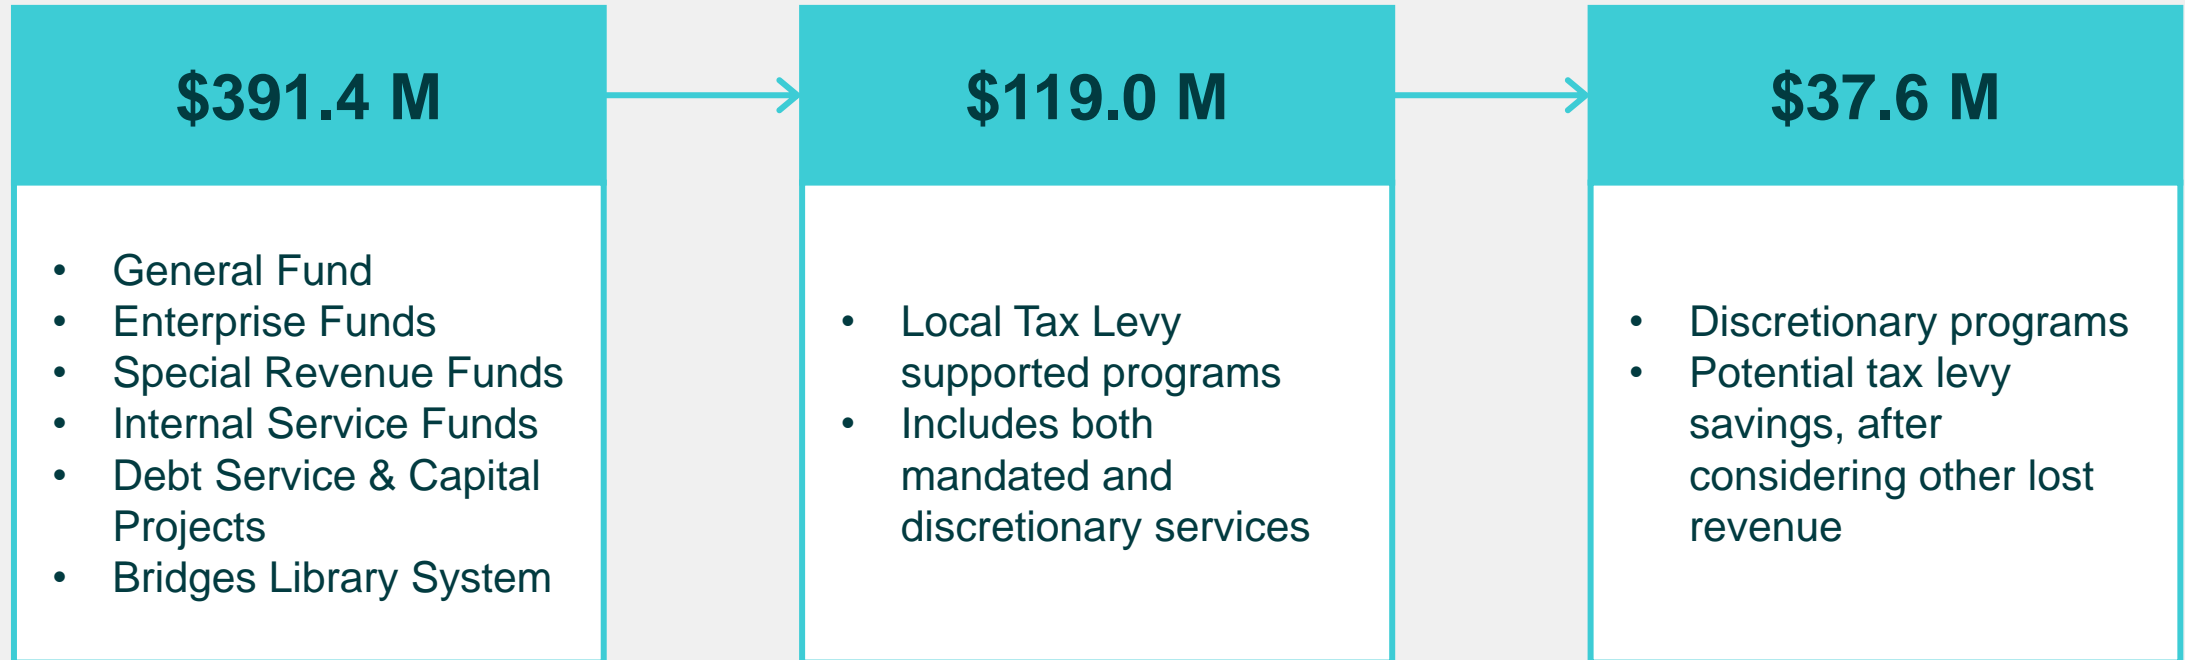 $391.4 M
• General Fund
• Enterprise Funds
• Special Revenue Funds
• Internal Service Funds
• Debt Service & Capital
Projects
• Bridges Library System
$119.0 M
• Local Tax Levy
supported programs
• Includes both
mandated and
discretionary services
$37.6 M
• Discretionary programs
• Potential tax levy
savings, after
considering other lost
revenue